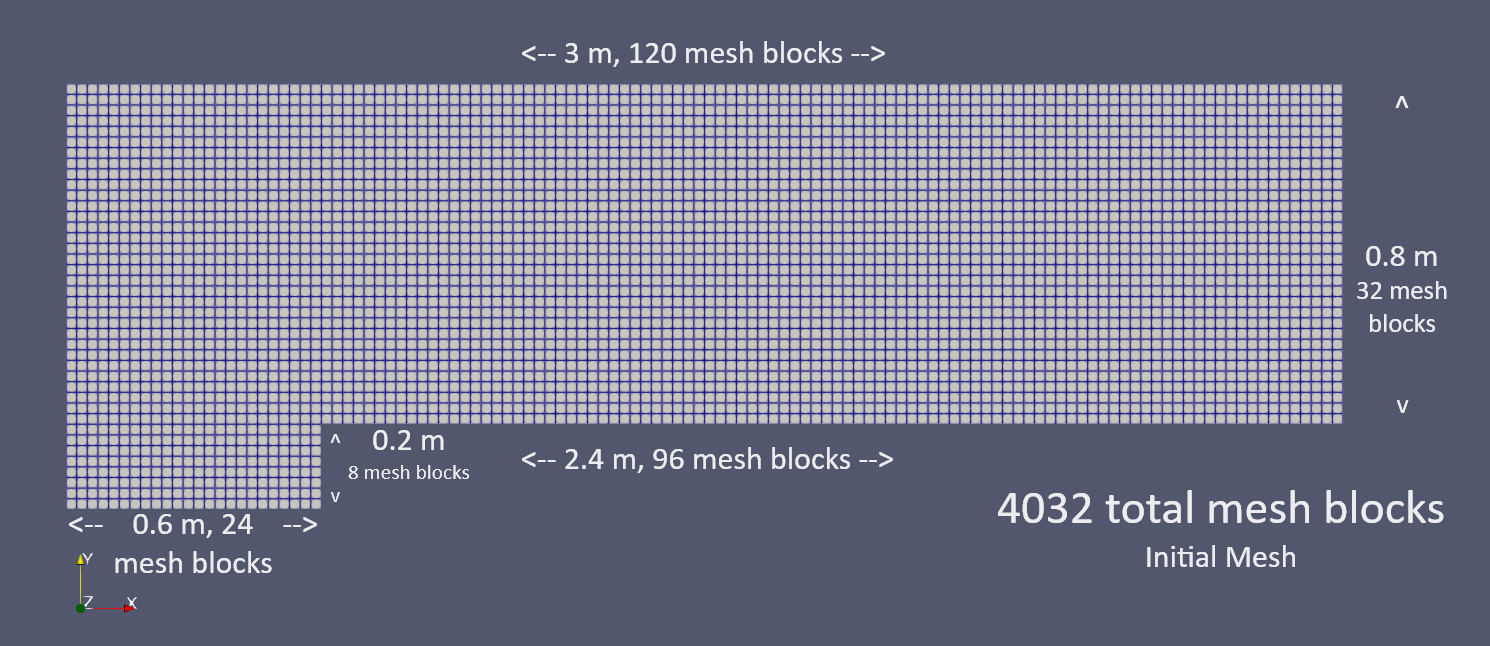 <-- 3 m, 120 mesh blocks -->
^
0.8 m
32 mesh
blocks
v
^ 0.2 m
8 mesh blocks
v
<-- 2.4 m, 96 mesh blocks -->
4032 total mesh blocks
Initial Mesh
<-- 0.6 m, 24 -->
mesh blocks
Y
Z X